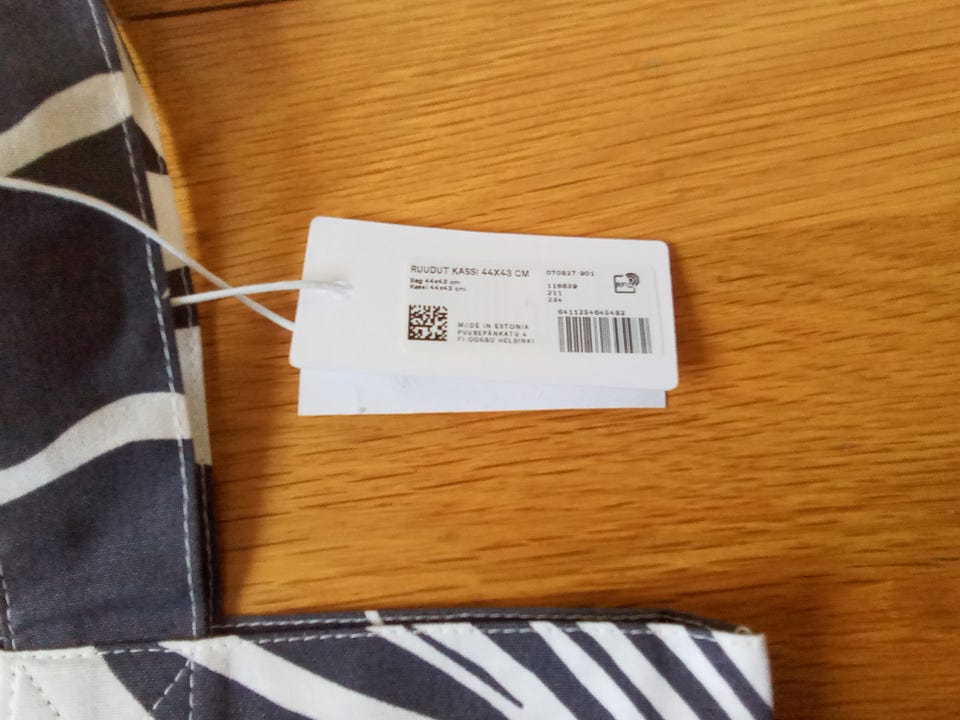 RUUDUT KASSI 44X43 CM
Bag 44x43 cm
Kassi 44x43 cm
MADE IN ESTONIA
PUUSEPÄNKATU 4
FI-00880 HELSINKI
070827 901
116839
211
234
RFID
6411254645492